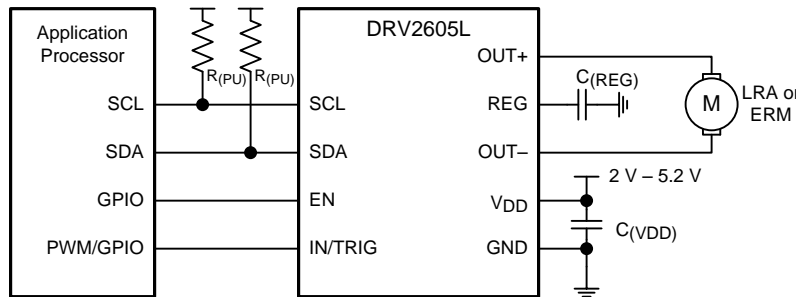 Application
Processor
SCL
SDA
GPIO
PWM/GPIO
R(PU)
R(PU)
DRV2605L
SCL
SDA
EN
IN/TRIG
OUT+
REG
OUT–
VDD
GND
C(REG)
M
LRA or
ERM
2 V – 5.2 V
C(VDD)